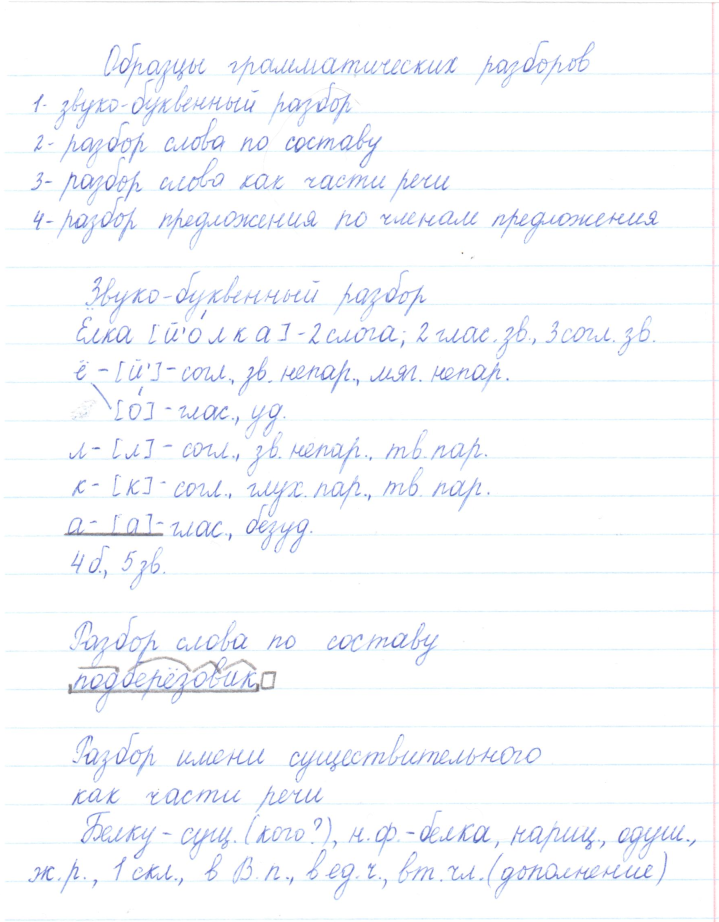 Образцы грамматических разборов
1- звуко-буквенный разбор
2- разбор слова по составу
3- разбор слова как части речи
4- разбор предложения по членам предложения
Звуко-буквенный разбор
Ёлка [й'о́лка] - 2 слога; 2 глас. зв., 3 согл. зв.
ё - [й'] - согл., зв. непар., мяг. непар.
[о́] - глас., уд.
л - [л] - согл., зв. непар., тв. пар.
к - [к] - согл., глух. пар., тв. пар.
а - [а] - глас., безуд.
4 б., 5 зв.
Разбор слова по составу
подберёзовик
Разбор имени существительного
как части речи
Белку - сущ. (кого?), н.ф. - белка, нариц., одуш.,
ж.р., 1 скл., в В.п., в ед.ч., вт. чл. (дополнение)